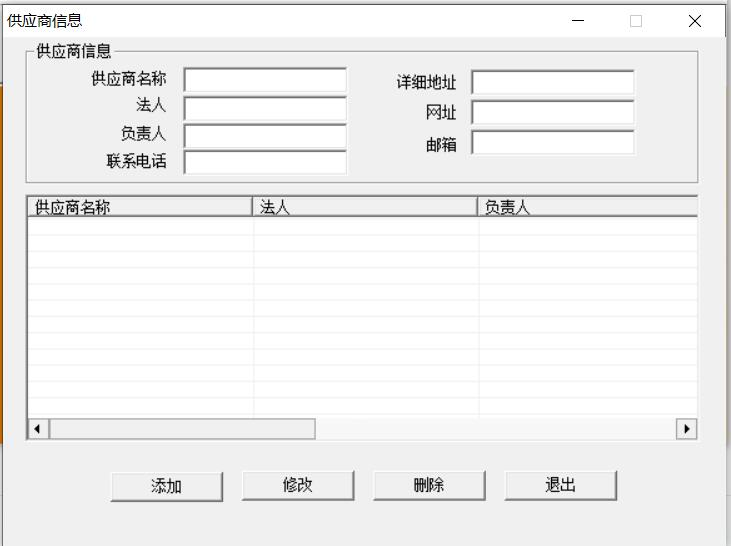 供应商信息
供应商信息
供应商名称
详细地址
法人
网址
负责人
邮箱
联系电话
供应商名称 法人 负责人
添加 修改 删除 退出